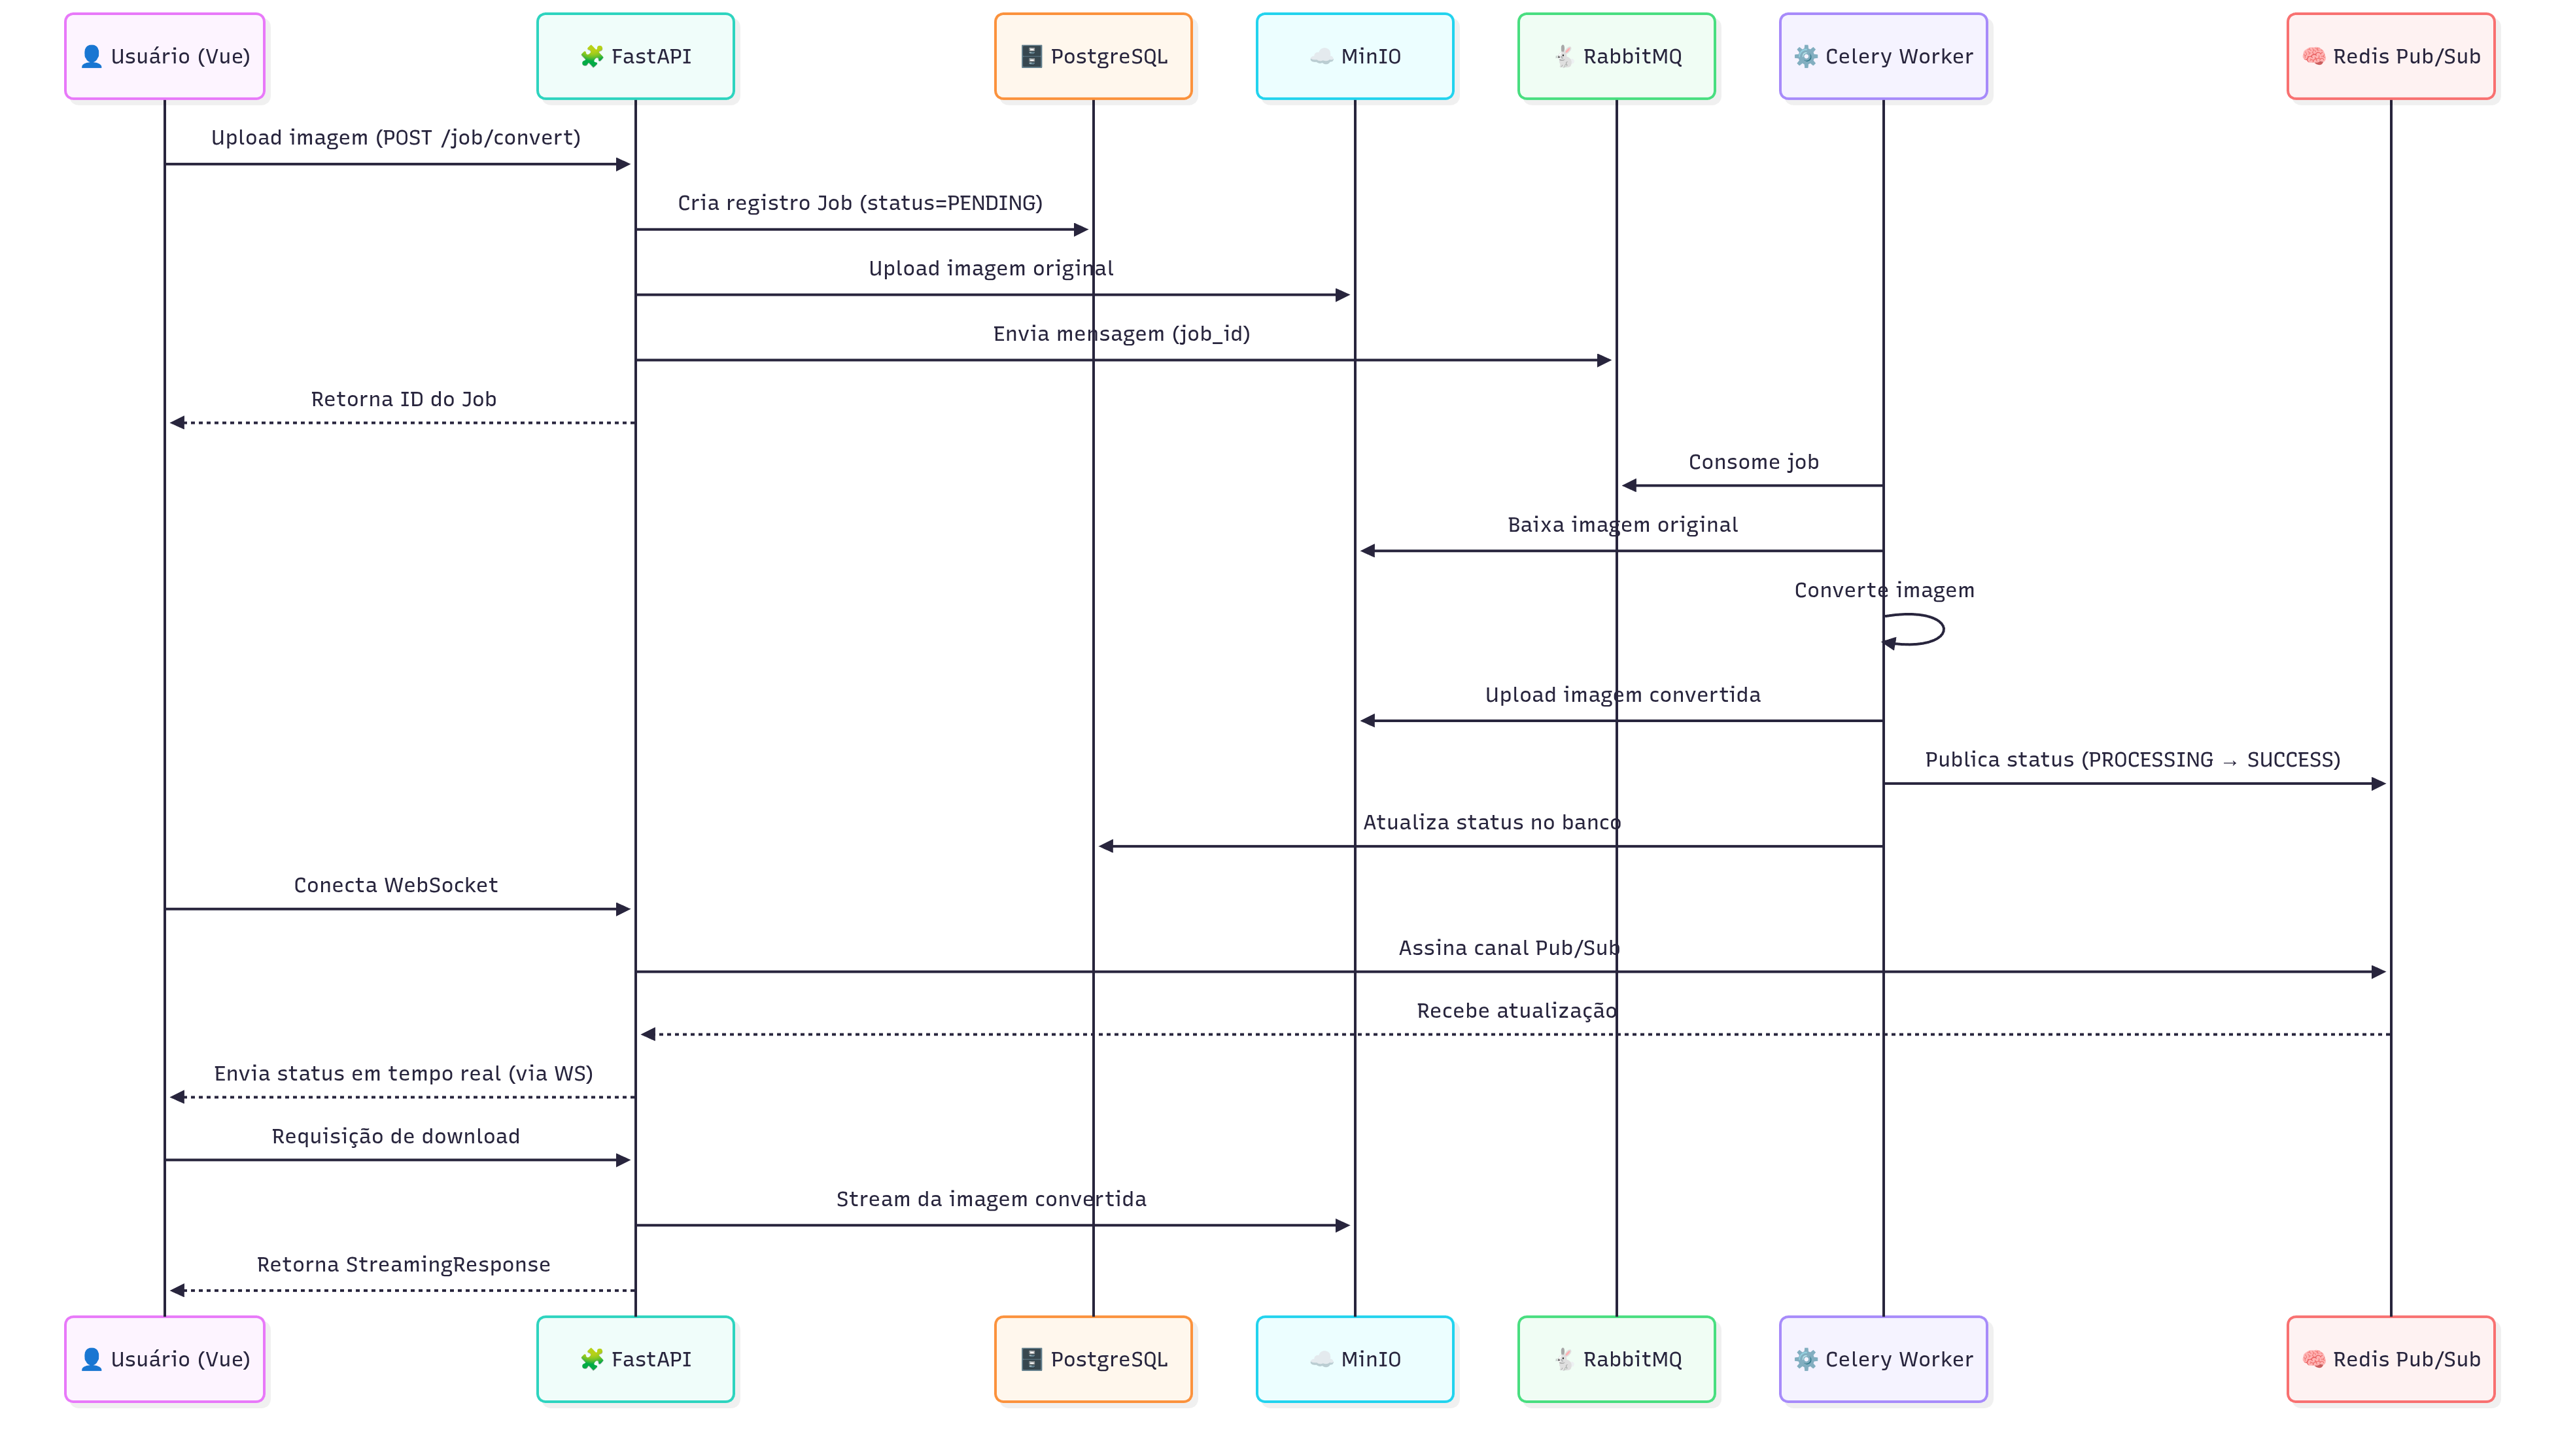 👤 Usuário (Vue)
🧩 FastAPI
🗄️ PostgreSQL
☁️ MinIO
🐇 RabbitMQ
⚙️ Celery Worker
🧠 Redis Pub/Sub
Upload imagem (POST /job/convert)
Cria registro Job (status=PENDING)
Upload imagem original
Envia mensagem (job_id)
Retorna ID do Job
Consome job
Baixa imagem original
Converte imagem
Upload imagem convertida
Publica status (PROCESSING → SUCCESS)
Atualiza status no banco
Conecta WebSocket
Assina canal Pub/Sub
Recebe atualização
Envia status em tempo real (via WS)
Requisição de download
Stream da imagem convertida
Retorna StreamingResponse
👤 Usuário (Vue)
🧩 FastAPI
🗄️ PostgreSQL
☁️ MinIO
🐇 RabbitMQ
⚙️ Celery Worker
🧠 Redis Pub/Sub